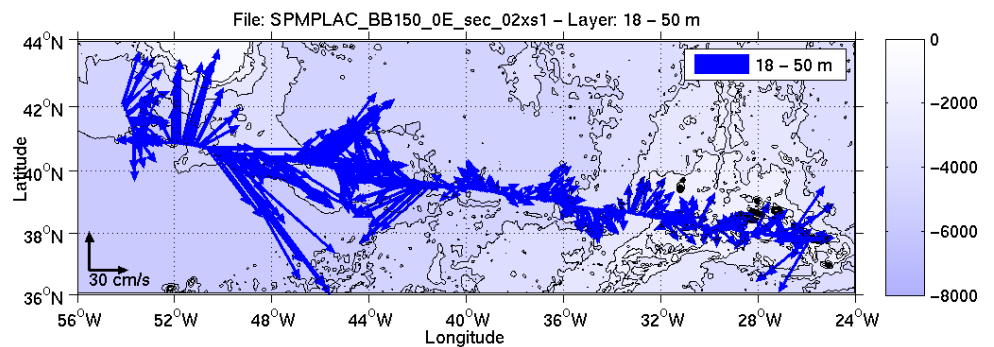 File: SPMPLAC_BB150_0E_sec_02xs1 – Layer: 18 – 50 m
44°N
42°N
40°N
38°N
36°N
Latitude
18 – 50 m
30 cm/s
56°W 52°W 48°W 44°W 40°W 36°W 32°W 28°W 24°W
Longitude
0
−2000
−4000
−6000
−8000